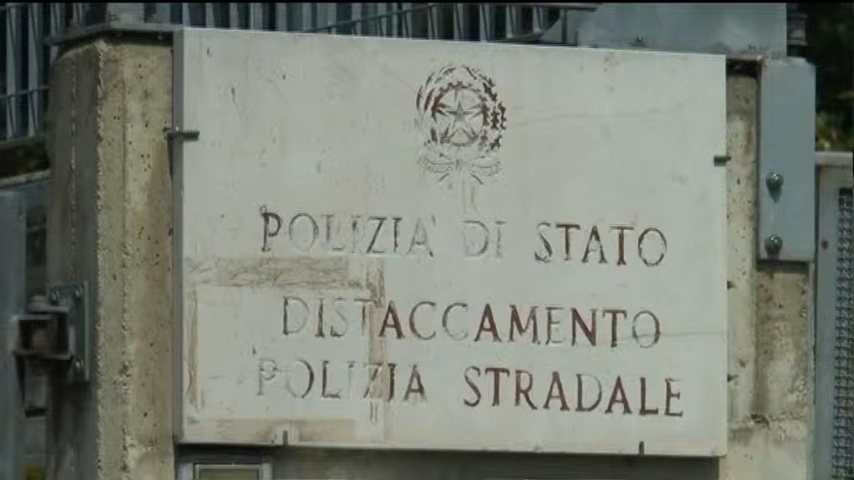 POLIZIA DI STATO
DISTACCAMENTO
POLIZIA STRADALE